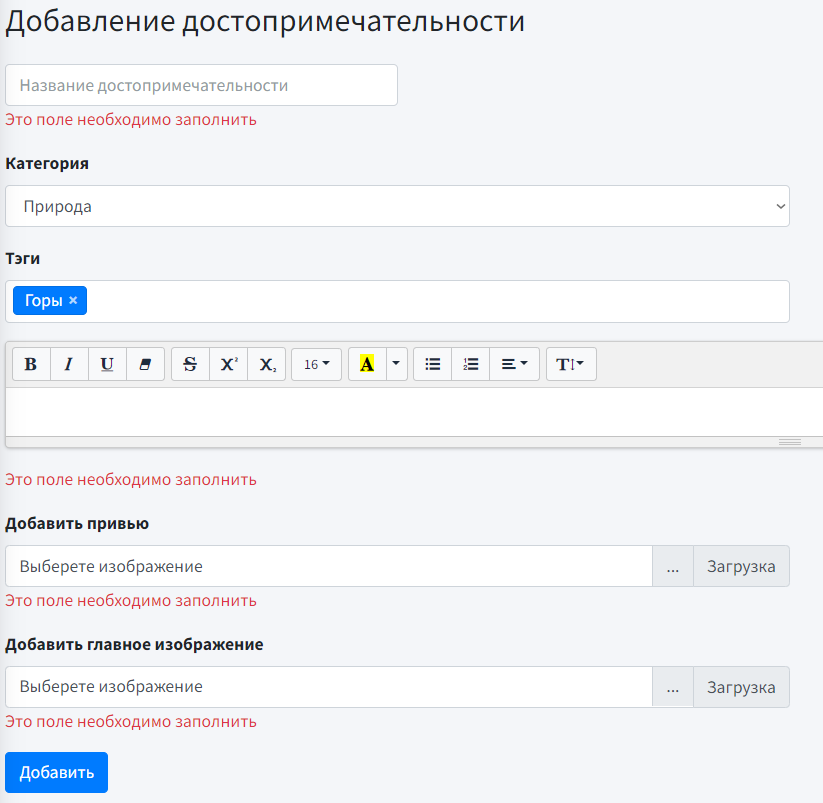 Добавление достопримечательности
Название достопримечательности
Это поле необходимо заполнить
Категория
Природа
Тэги
Горы ×
B I U S X² X₂ 16 A T
Это поле необходимо заполнить
Добавить привью
Выберете изображение ... Загрузка
Это поле необходимо заполнить
Добавить главное изображение
Выберете изображение ... Загрузка
Это поле необходимо заполнить
Добавить